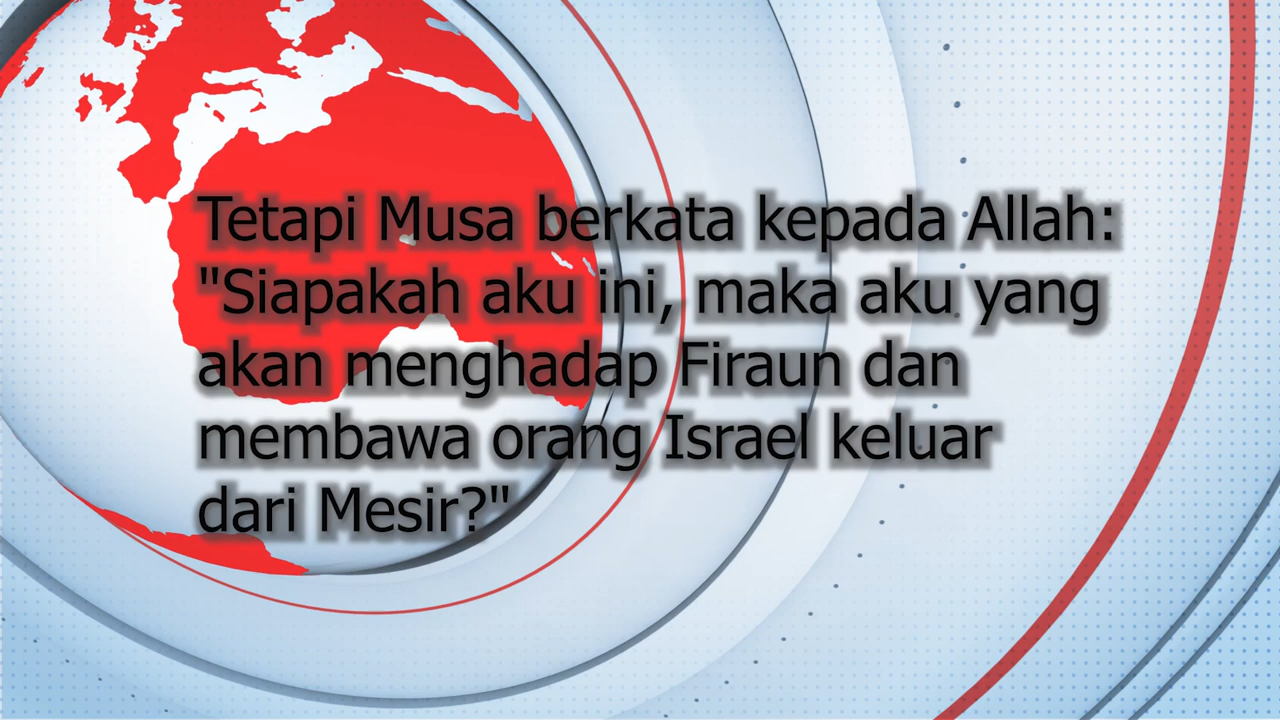 Tetapi Musa berkata kepada Allah:
"Siapakah aku ini, maka aku yang
akan menghadap Firaun dan
membawa orang Israel keluar
dari Mesir?"